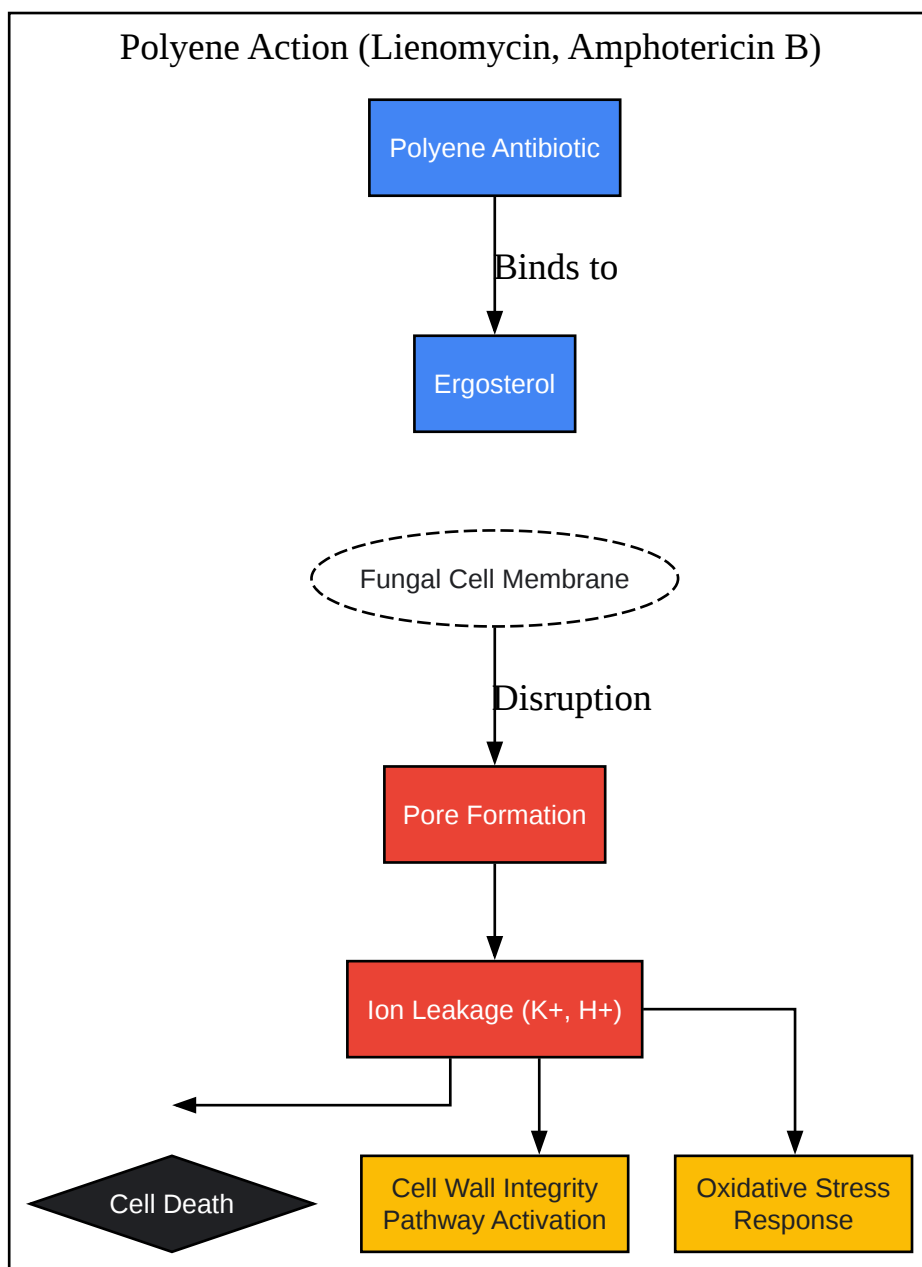 Polyene Action (Lienomycin, Amphotericin B)
Polyene Antibiotic
Binds to
Ergosterol
Fungal Cell Membrane
Disruption
Pore Formation
Ion Leakage (K+, H+)
Cell Death
Cell Wall Integrity
Pathway Activation
Oxidative Stress
Response